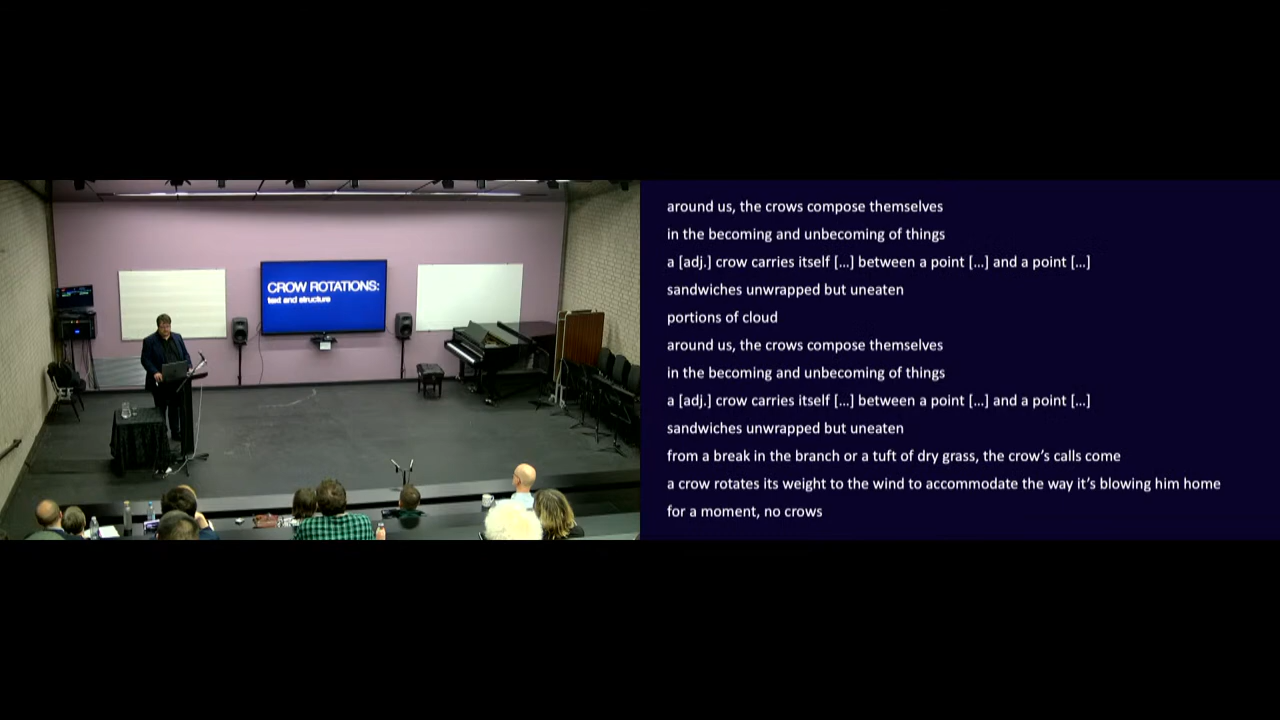 CROW ROTATIONS:
text and structure
around us, the crows compose themselves
in the becoming and unbecoming of things
a [adj.] crow carries itself [...] between a point [...] and a point [...]
sandwiches unwrapped but uneaten
portions of cloud
around us, the crows compose themselves
in the becoming and unbecoming of things
a [adj.] crow carries itself [...] between a point [...] and a point [...]
sandwiches unwrapped but uneaten
from a break in the branch or a tuft of dry grass, the crow’s calls come
a crow rotates its weight to the wind to accommodate the way it’s blowing him home
for a moment, no crows